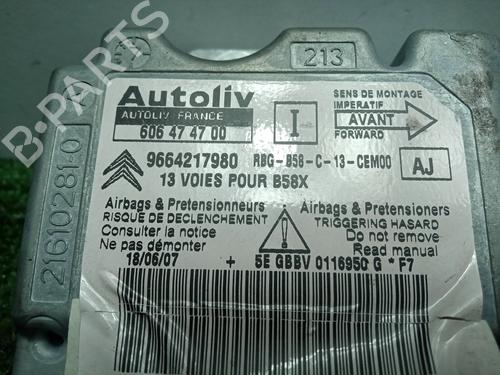 213
Autoliv
AUTOLIV FRANCE
606 47 47 00
I
SENS DE MONTAGE
IMPERATIF
AVANT
FORWARD
9664217980 RBG-B58-C-13-CEM00
AJ
13 VOIES POUR B58X
Airbags & Pretensionneurs
RISQUE DE DECLENCHEMENT
Consulter la notice
Ne pas démonter
18/06/07
Airbags & Pretensioners
TRIGGERING HASARD
Do not remove
Read manual
+ 5E GBBV 0116950 G * F7
21610281-0
B-PARTS